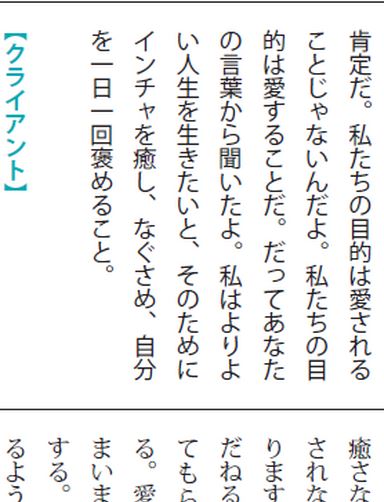 肯定だ。私たちの目的は愛される
ことじゃないんだよ。私たちの目
的は愛することだ。だってあなた
の言葉から聞いたよ。私はよりよ
い人生を生きたいと、そのために
インチャを癒し、なぐさめ、自分
を一日一回褒めること。
【クライアント】
癒さな
されな
ります
だねる
てもら
る。愛
まいま
する。
るよう